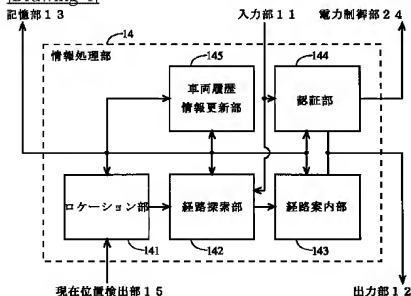 [Drawing 4]
記憶部13
入力部11
電力制御部24
14
情報処理部
145
車両履歴
情報更新部
144
認証部
ロケーション部
141
経路探索部
142
経路案内部
143
現在位置検出部15
出力部12